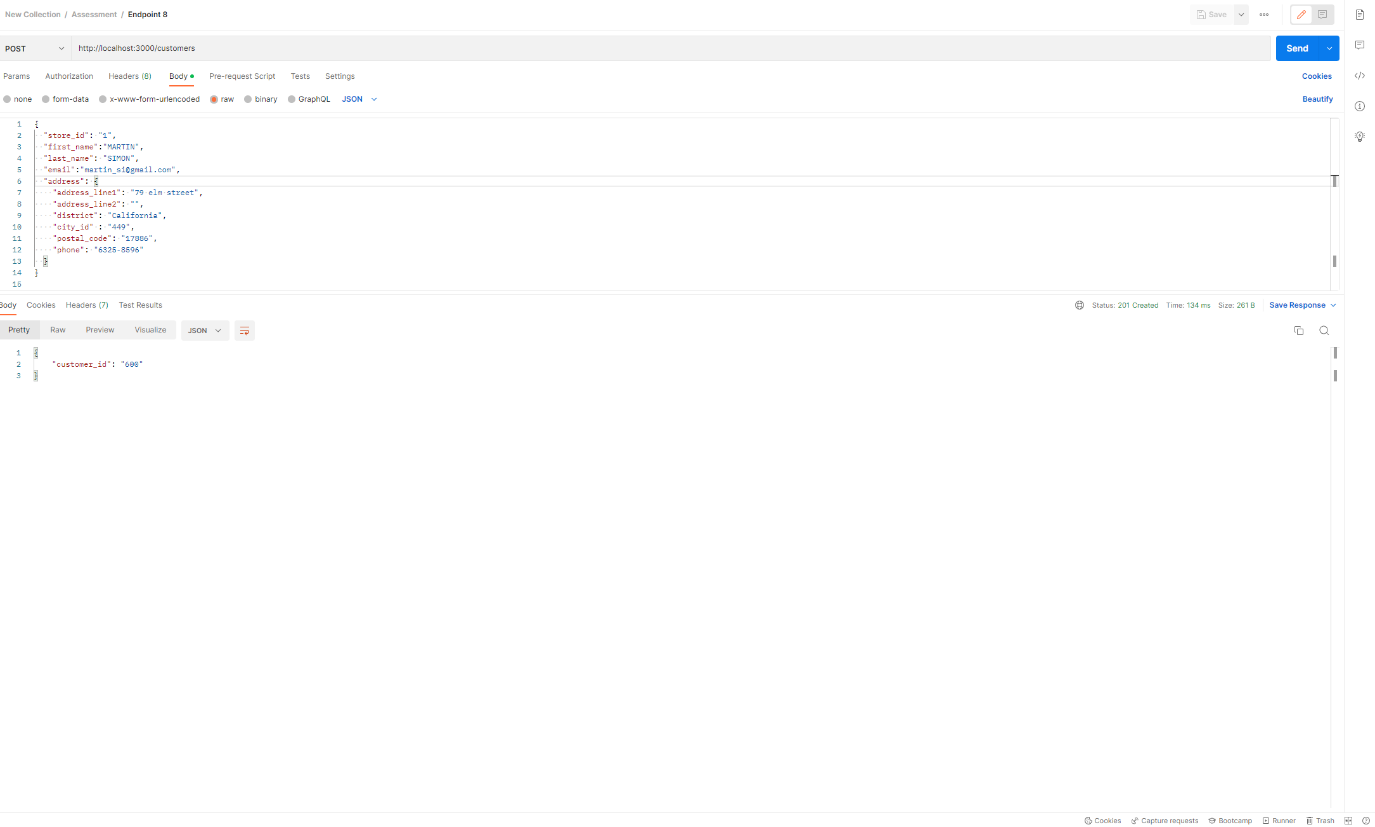 New Collection / Assessment / Endpoint 8
Save
POST
http://localhost:3000/customers
Send
Params Authorization Headers (8) Body Pre-request Script Tests Settings
Cookies
none form-data x-www-form-urlencoded raw binary GraphQL JSON
Beautify
1 {
2 "store_id": "1",
3 "first_name":"MARTIN",
4 "last_name": "SIMON",
5 "email":"martin_si@gmail.com",
6 "address": {
7 "address_line1": "79 elm street",
8 "address_line2": "",
9 "district": "California",
10 "city_id" : "449",
11 "postal_code": "17886",
12 "phone": "6325-8596"
13 }
14 }
15
Body Cookies Headers (7) Test Results
Status: 201 Created Time: 134 ms Size: 261 B Save Response
Pretty Raw Preview Visualize JSON
1 {
2 "customer_id": "600"
3 }
Cookies Capture requests Bootcamp Runner Trash